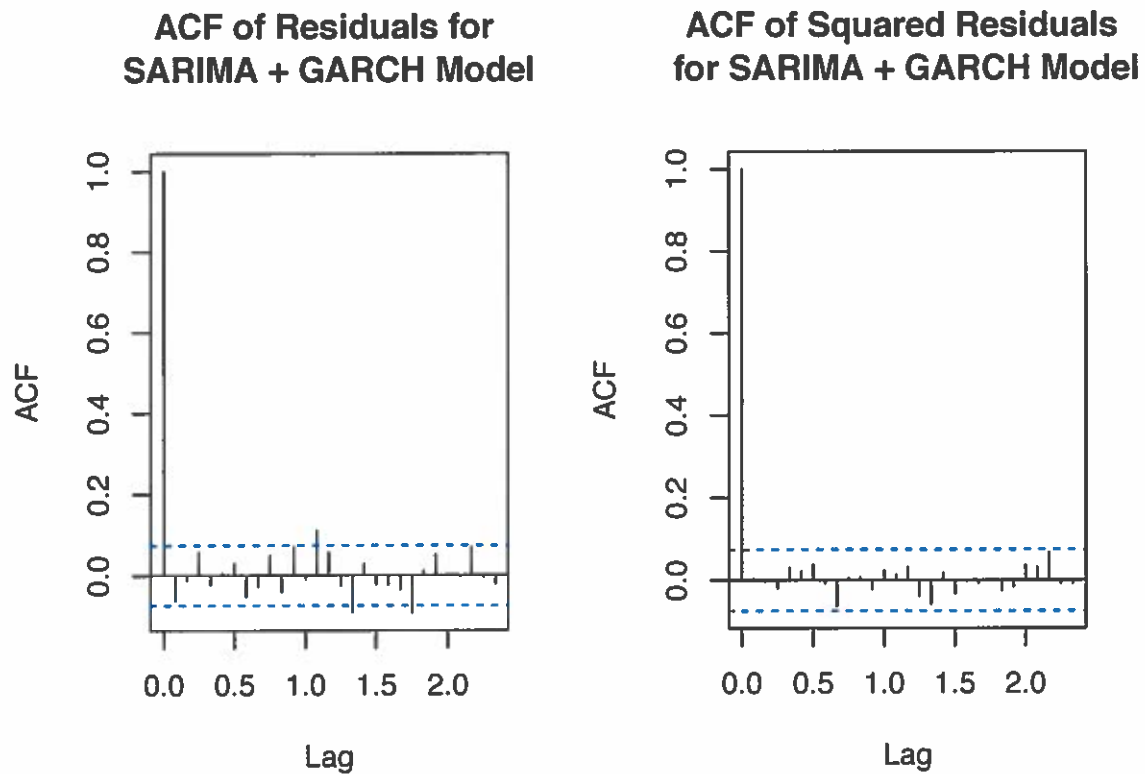 ACF of Residuals for
SARIMA + GARCH Model
ACF
1.0
0.8
0.6
0.4
0.2
0.0
0.0 0.5 1.0 1.5 2.0
Lag
ACF of Squared Residuals
for SARIMA + GARCH Model
ACF
1.0
0.8
0.6
0.4
0.2
0.0
0.0 0.5 1.0 1.5 2.0
Lag